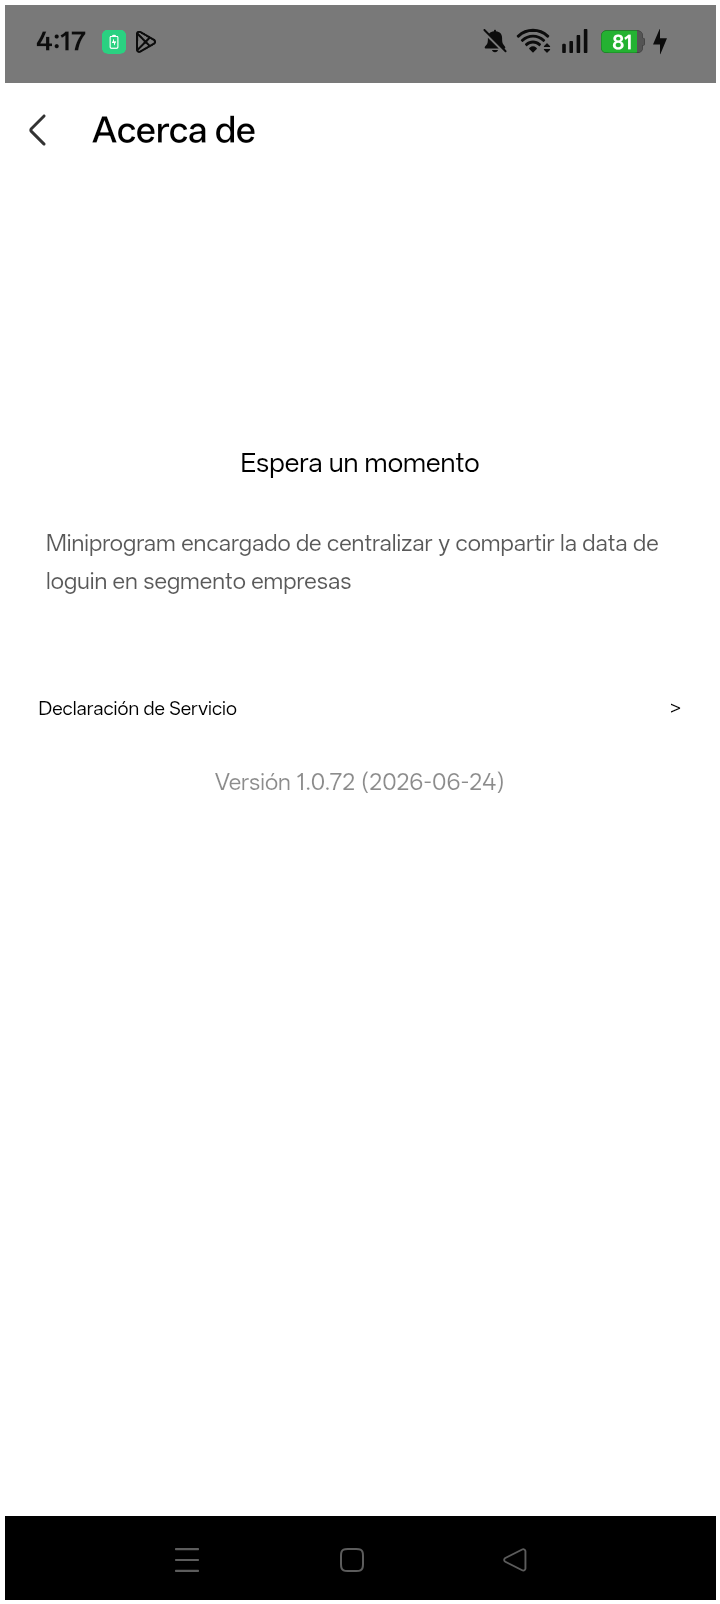 4:17
81
Acerca de
Espera un momento
Miniprogram encargado de centralizar y compartir la data de
loguin en segmento empresas
Declaración de Servicio >
Versión 1.0.72 (2026-06-24)